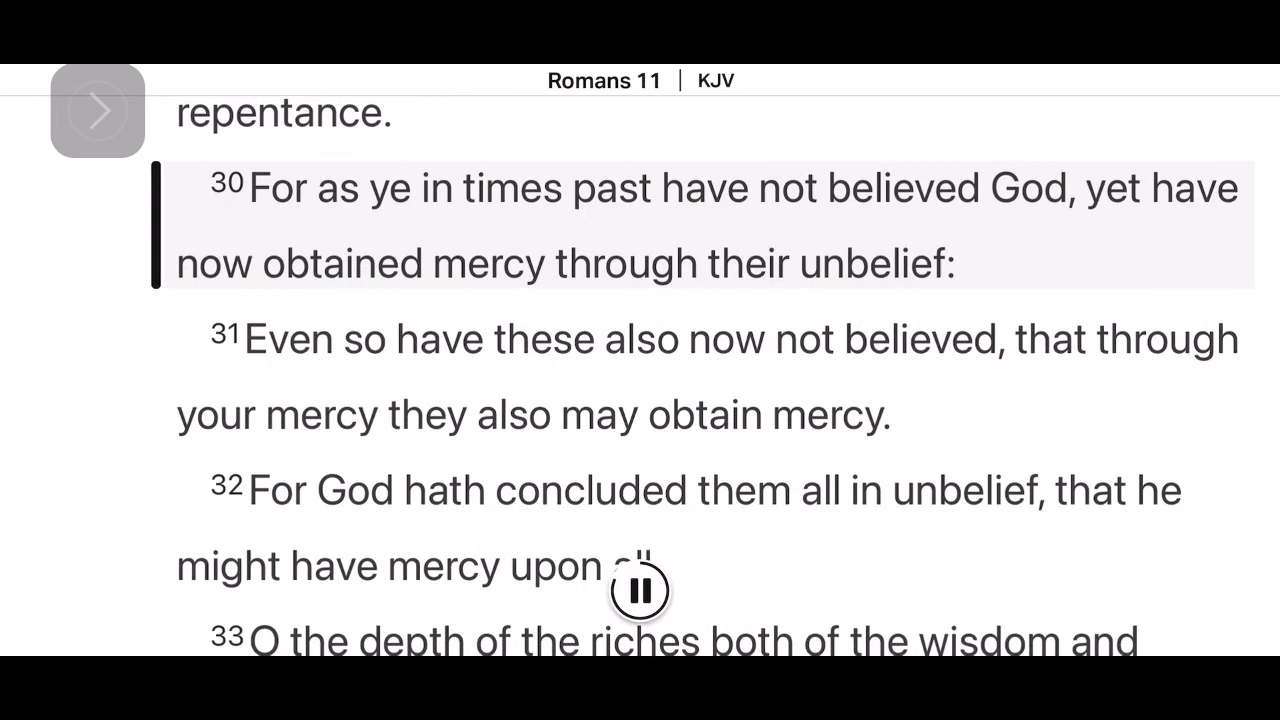 Romans 11 | KJV
repentance.
30 For as ye in times past have not believed God, yet have
now obtained mercy through their unbelief:
31 Even so have these also now not believed, that through
your mercy they also may obtain mercy.
32 For God hath concluded them all in unbelief, that he
might have mercy upon
33 O the depth of the riches both of the wisdom and